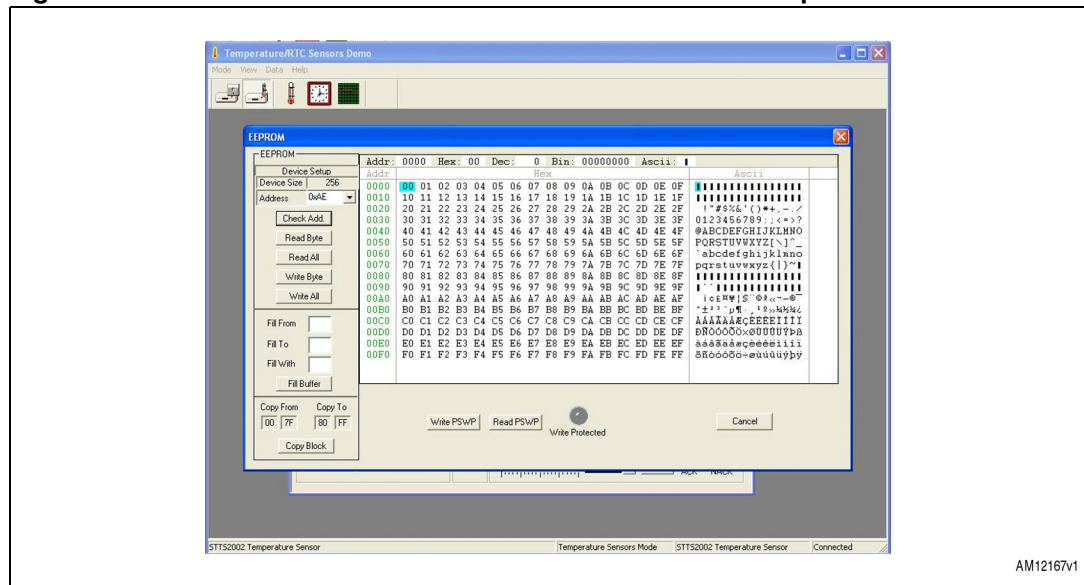 Temperature/RTC Sensors Demo
Mode View Data Help
EEPROM
EEPROM
Device Setup
Device Size 256
Address 0xAE
Check Add.
Read Byte
Read All
Write Byte
Write All
Fill From
Fill To
Fill With
Fill Buffer
Copy From Copy To
00 7F 80 FF
Copy Block
Addr: 0000 Hex: 00 Dec: 0 Bin: 00000000 Ascii:
Addr Hex Ascii
0000 00 01 02 03 04 05 06 07 08 09 0A 0B 0C 0D 0E 0F
0010 10 11 12 13 14 15 16 17 18 19 1A 1B 1C 1D 1E 1F
0020 20 21 22 23 24 25 26 27 28 29 2A 2B 2C 2D 2E 2F !"#$%&'()*+,-./
0030 30 31 32 33 34 35 36 37 38 39 3A 3B 3C 3D 3E 3F 0123456789:;<=>?
0040 40 41 42 43 44 45 46 47 48 49 4A 4B 4C 4D 4E 4F @ABCDEFGHIJKLMNO
0050 50 51 52 53 54 55 56 57 58 59 5A 5B 5C 5D 5E 5F PQRSTUVWXYZ[\]^_
0060 60 61 62 63 64 65 66 67 68 69 6A 6B 6C 6D 6E 6F `abcdefghijklmno
0070 70 71 72 73 74 75 76 77 78 79 7A 7B 7C 7D 7E 7F pqrstuvwxyz{|}~
0080 80 81 82 83 84 85 86 87 88 89 8A 8B 8C 8D 8E 8F
0090 90 91 92 93 94 95 96 97 98 99 9A 9B 9C 9D 9E 9F
00A0 A0 A1 A2 A3 A4 A5 A6 A7 A8 A9 AA AB AC AD AE AF
00B0 B0 B1 B2 B3 B4 B5 B6 B7 B8 B9 BA BB BC BD BE BF
00C0 C0 C1 C2 C3 C4 C5 C6 C7 C8 C9 CA CB CC CD CE CF ÀÁÂÃÄÅÆÇÈÉÊËÌÍÎÏ
00D0 D0 D1 D2 D3 D4 D5 D6 D7 D8 D9 DA DB DC DD DE DF ÐÑÒÓÔÕÖ×ØÙÚÛÜÝÞß
00E0 E0 E1 E2 E3 E4 E5 E6 E7 E8 E9 EA EB EC ED EE EF àáâãäåæçèéêëìíîï
00F0 F0 F1 F2 F3 F4 F5 F6 F7 F8 F9 FA FB FC FD FE FF ðñòóôõö÷øùúûüýþÿ
Write PSWP Read PSWP Write Protected Cancel
STTS2002 Temperature Sensor Temperature Sensors Mode STTS2002 Temperature Sensor Connected
AM12167v1